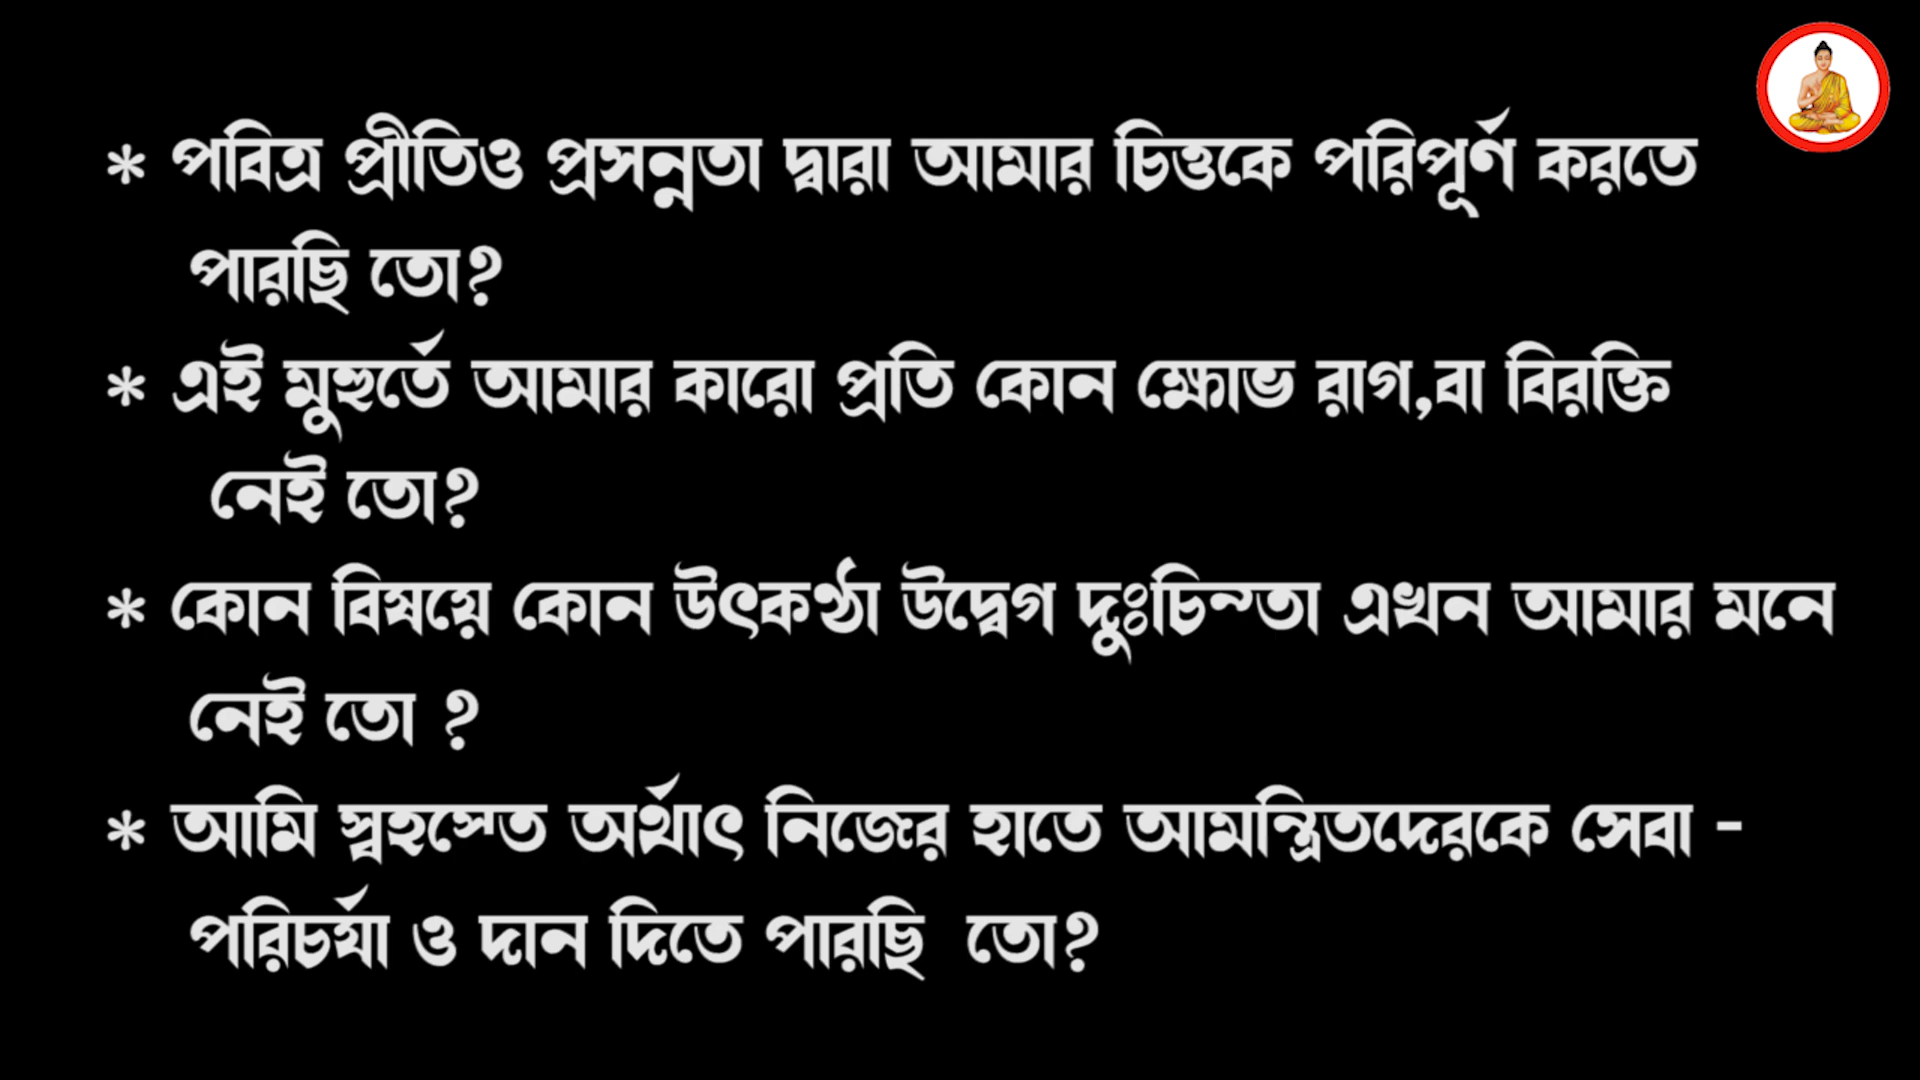 * পবিত্র প্রীতিও প্রসন্নতা দ্বারা আমার চিত্তকে পরিপূর্ণ করতে
পারছি তো?
* এই মুহুর্তে আমার কারো প্রতি কোন ক্ষোভ রাগ,বা বিরক্তি
নেই তো?
* কোন বিষয়ে কোন উৎকণ্ঠা উদ্বেগ দুঃচিন্তা এখন আমার মনে
নেই তো ?
* আমি স্বহস্তে অর্থাৎ নিজের হাতে আমন্ত্রিতদেরকে সেবা -
পরিচর্যা ও দান দিতে পারছি তো?